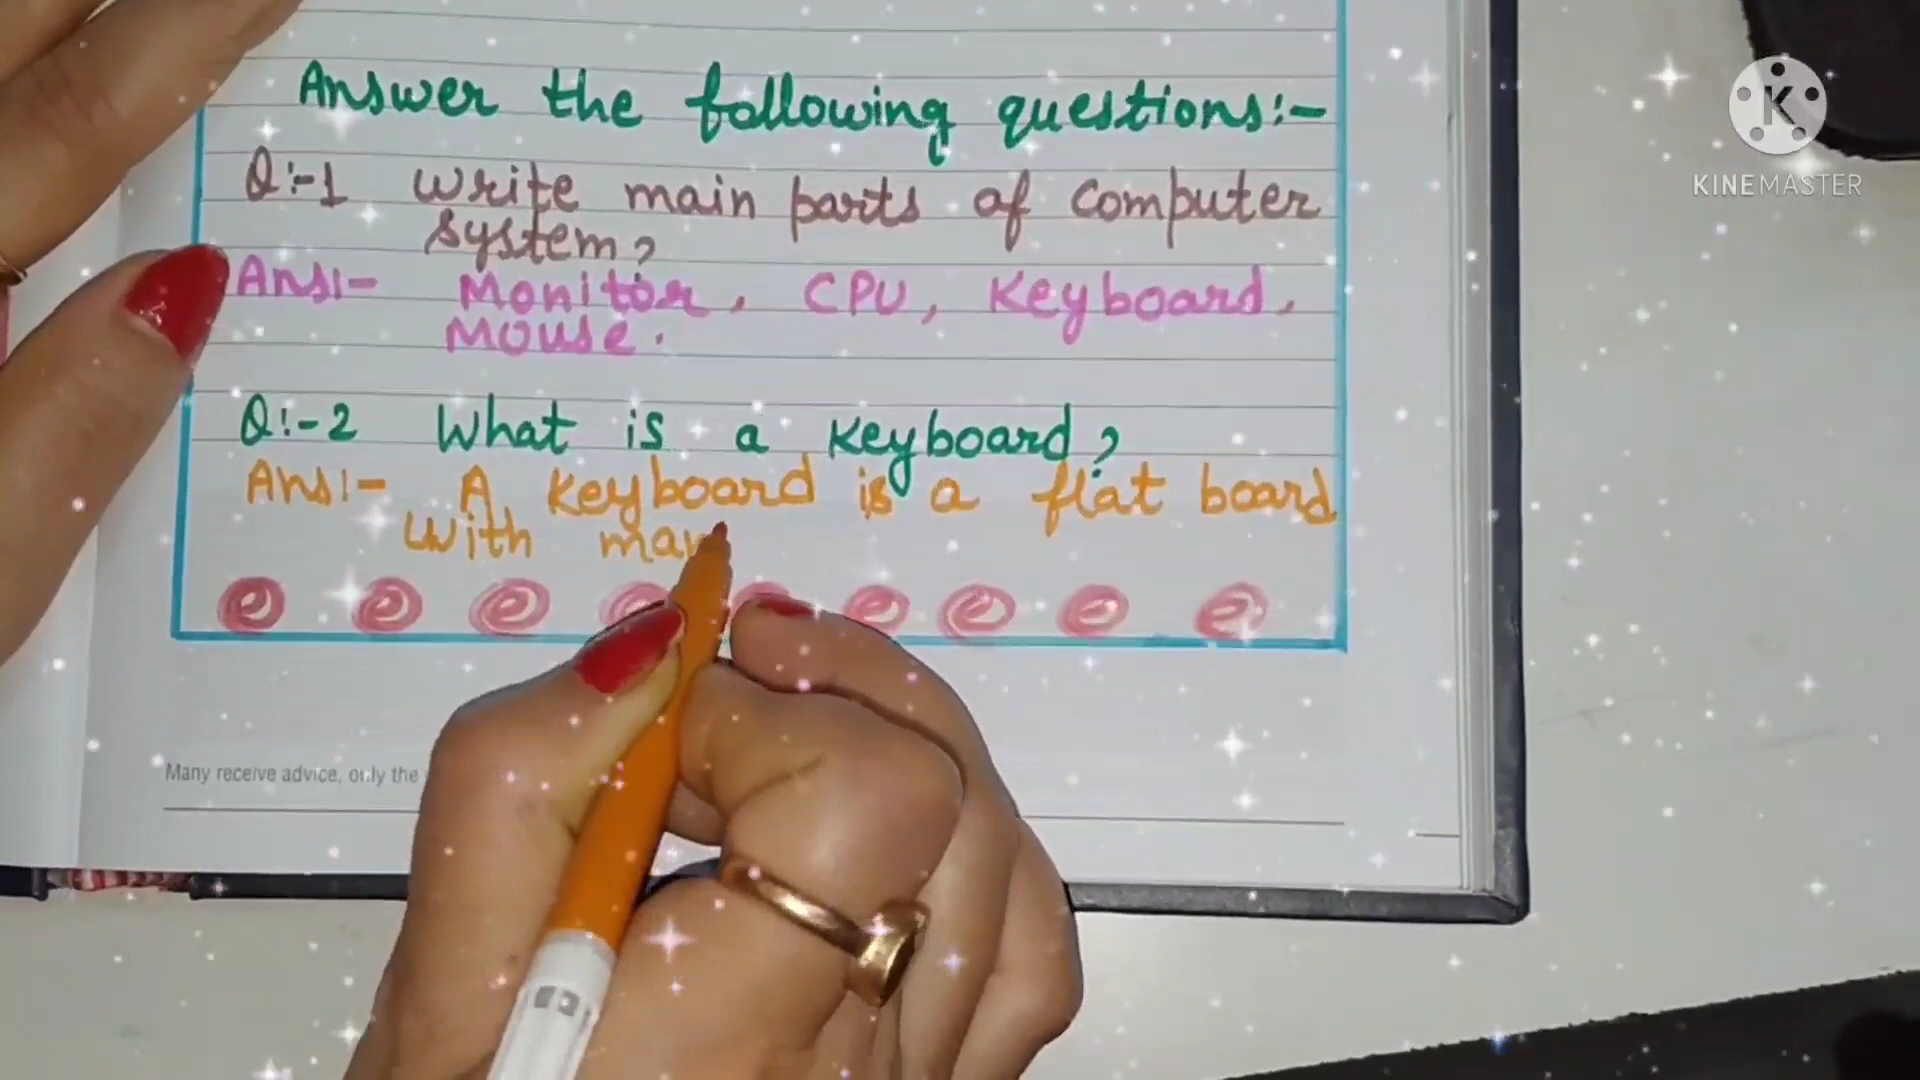 Answer the following questions:-
Q:-1 Write main parts of computer
system?
Ans:- Monitor, CPU, Keyboard,
Mouse.
Q:-2 What is a Keyboard?
Ans:- A Keyboard is a flat board
with man
Many receive advice, only the
KINEMASTER